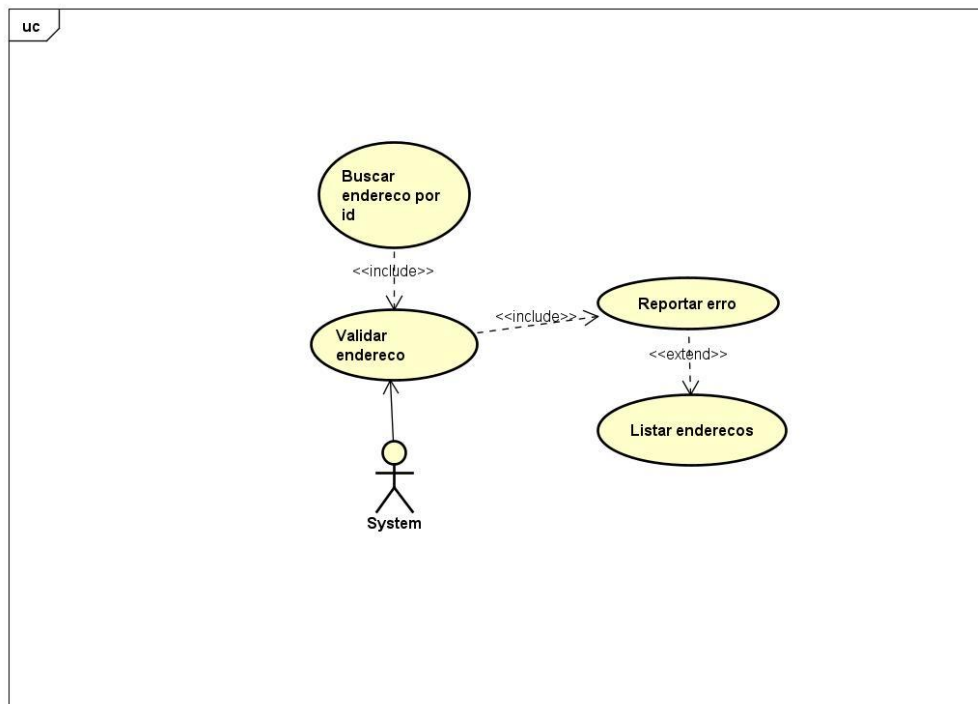 uc
Buscar
endereco por
id
<<include>>
Validar
endereco
<<include>>
Reportar erro
<<extend>>
Listar enderecos
System